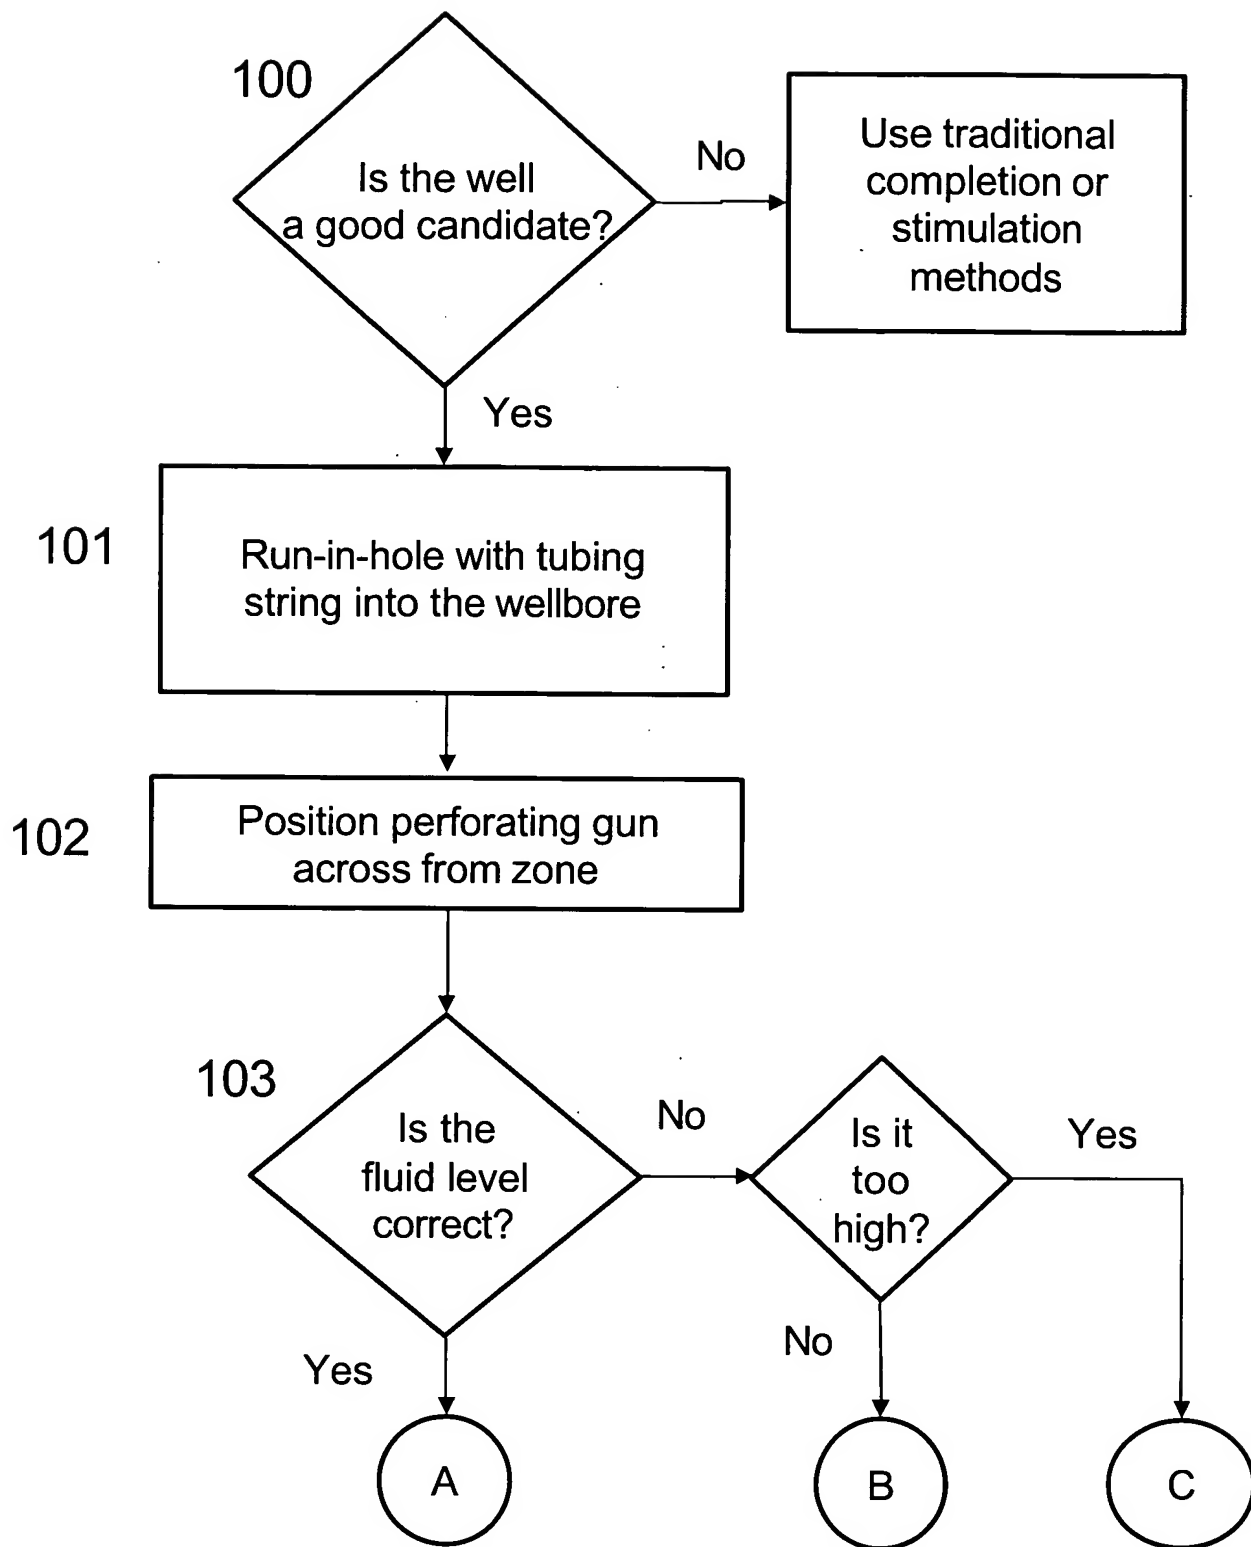 100
Is the well
a good candidate?
No
Use traditional
completion or
stimulation
methods
Yes
101
Run-in-hole with tubing
string into the wellbore
102
Position perforating gun
across from zone
103
Is the
fluid level
correct?
No
Is it
too
high?
Yes
Yes
No
A
B
C